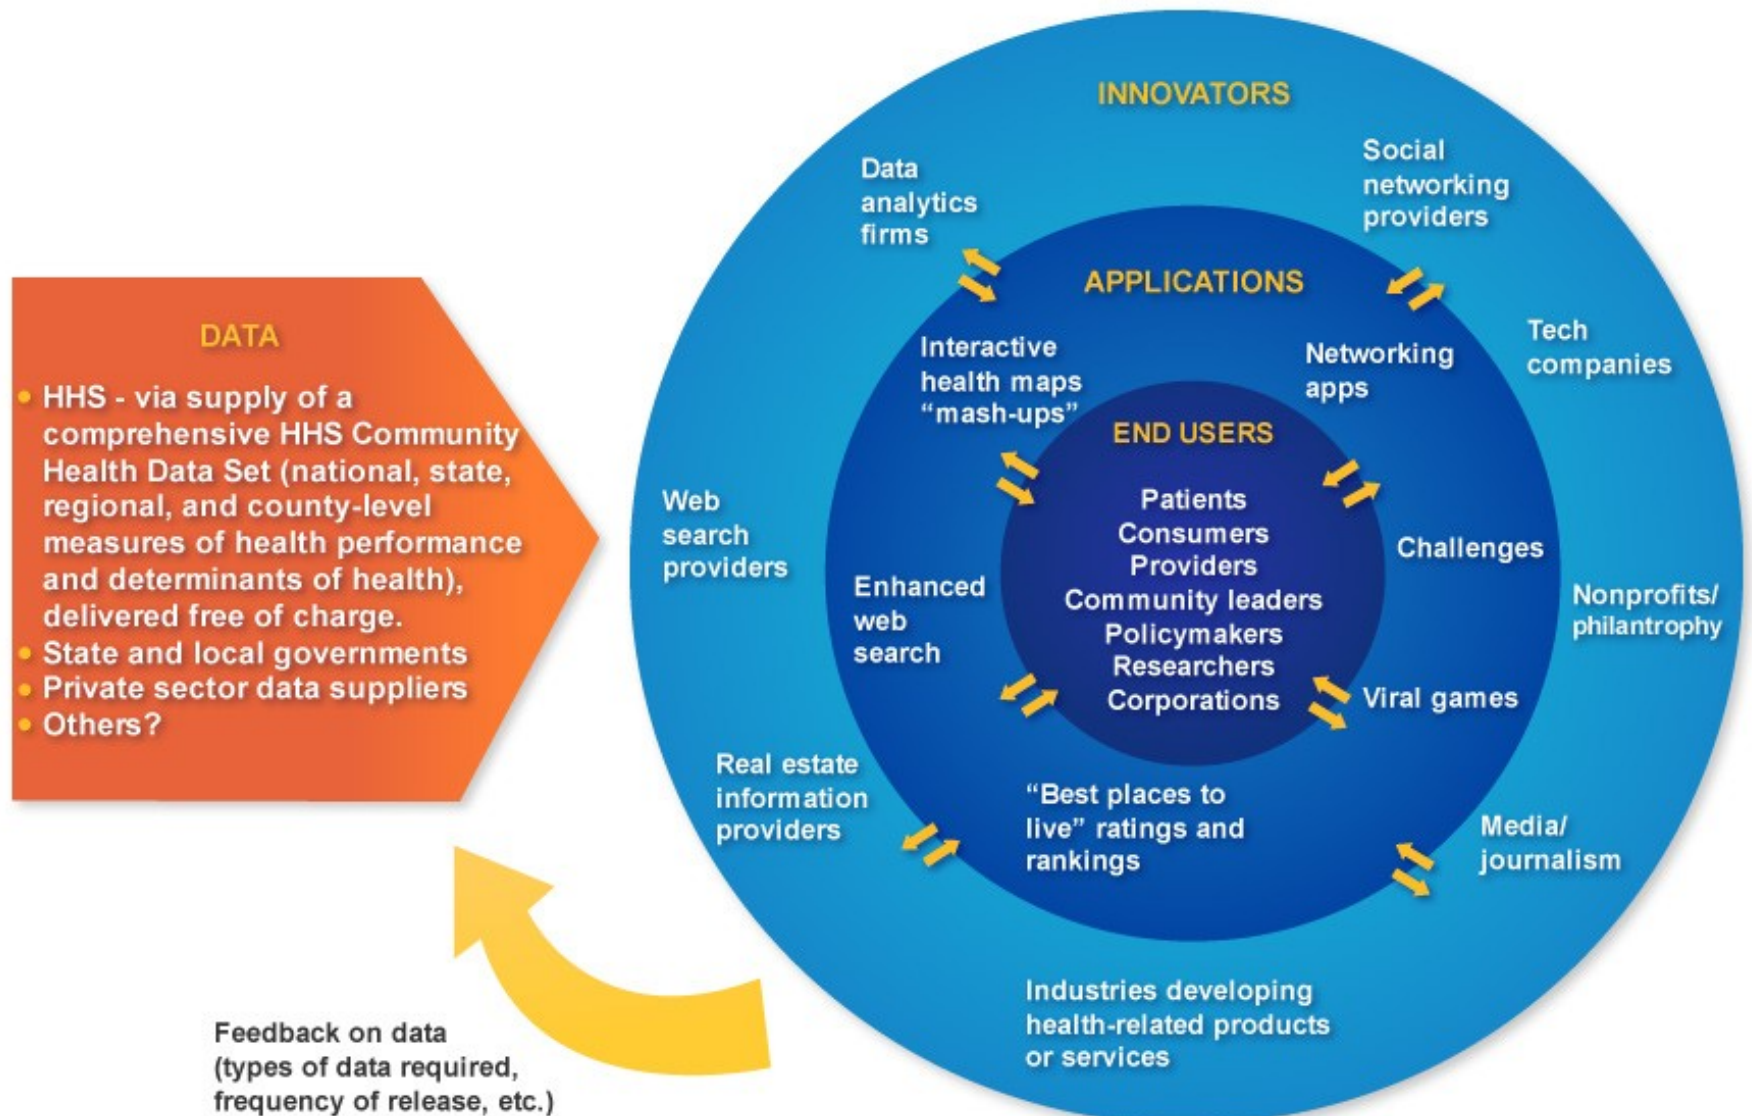 DATA
• HHS - via supply of a
comprehensive HHS Community
Health Data Set (national, state,
regional, and county-level
measures of health performance
and determinants of health),
delivered free of charge.
• State and local governments
• Private sector data suppliers
• Others?
Feedback on data
(types of data required,
frequency of release, etc.)
INNOVATORS
Data
analytics
firms
Social
networking
providers
Tech
companies
Web
search
providers
Nonprofits/
philantrophy
Real estate
information
providers
Media/
journalism
Industries developing
health-related products
or services
APPLICATIONS
Interactive
health maps
“mash-ups”
Networking
apps
Enhanced
web
search
Challenges
Viral games
“Best places to
live” ratings and
rankings
END USERS
Patients
Consumers
Providers
Community leaders
Policymakers
Researchers
Corporations